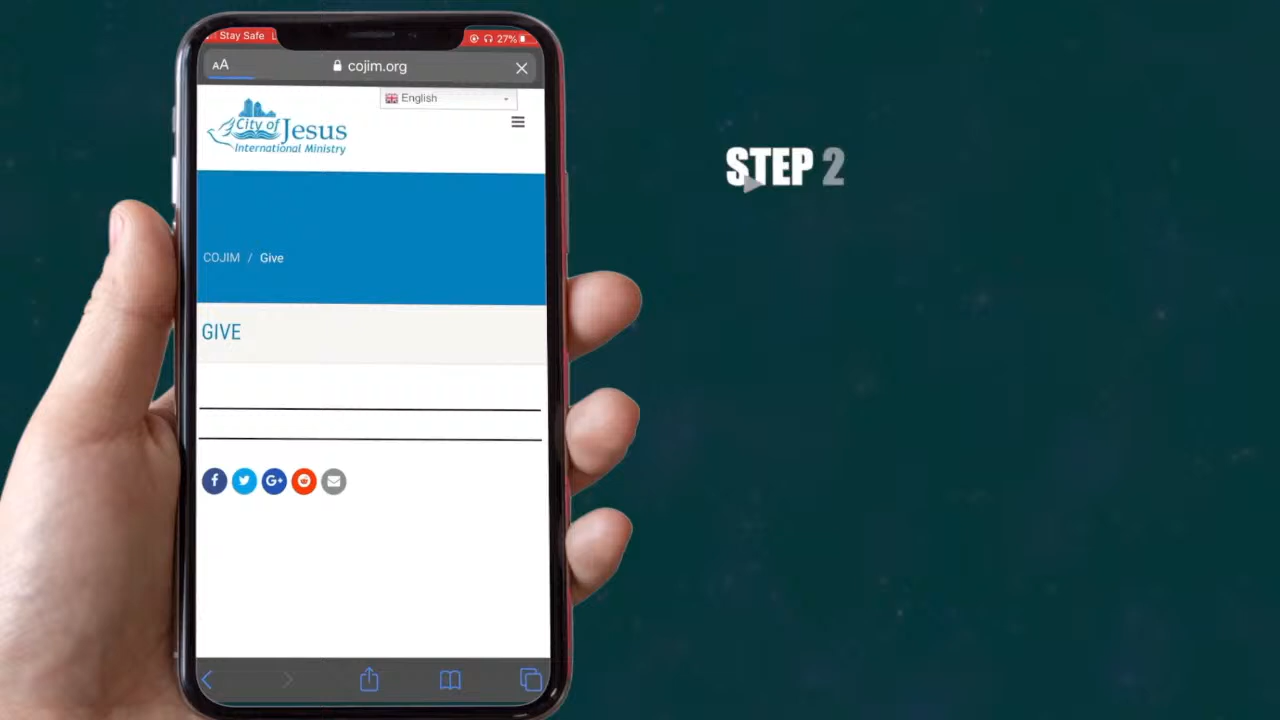 Stay Safe
27%
AA
cojim.org
English
City of Jesus
International Ministry
COJIM / Give
GIVE
STEP 2